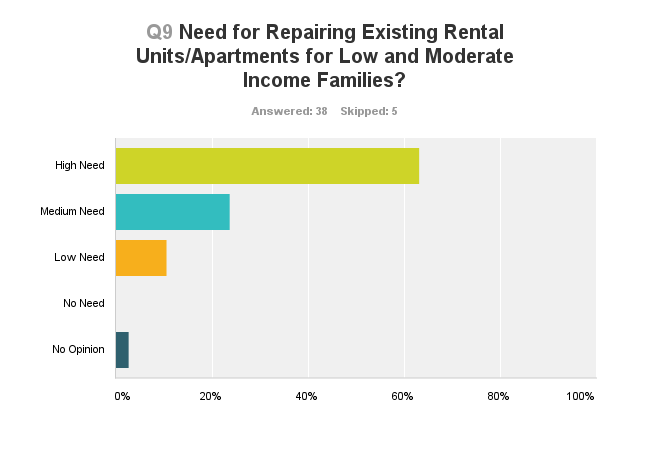 Q9 Need for Repairing Existing Rental
Units/Apartments for Low and Moderate
Income Families?
Answered: 38 Skipped: 5
High Need
Medium Need
Low Need
No Need
No Opinion
0% 20% 40% 60% 80% 100%